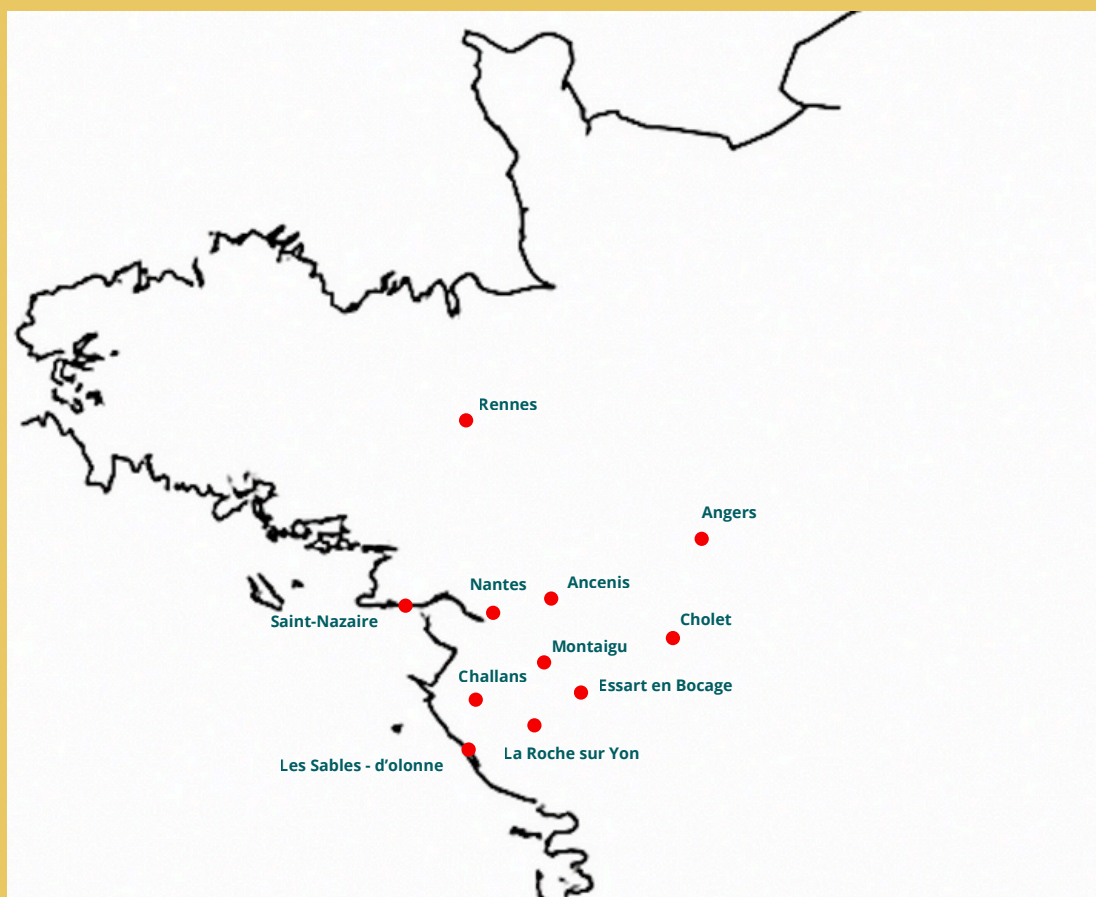 Rennes
Angers
Nantes
Ancenis
Saint-Nazaire
Cholet
Montaigu
Challans
Essart en Bocage
La Roche sur Yon
Les Sables - d’olonne